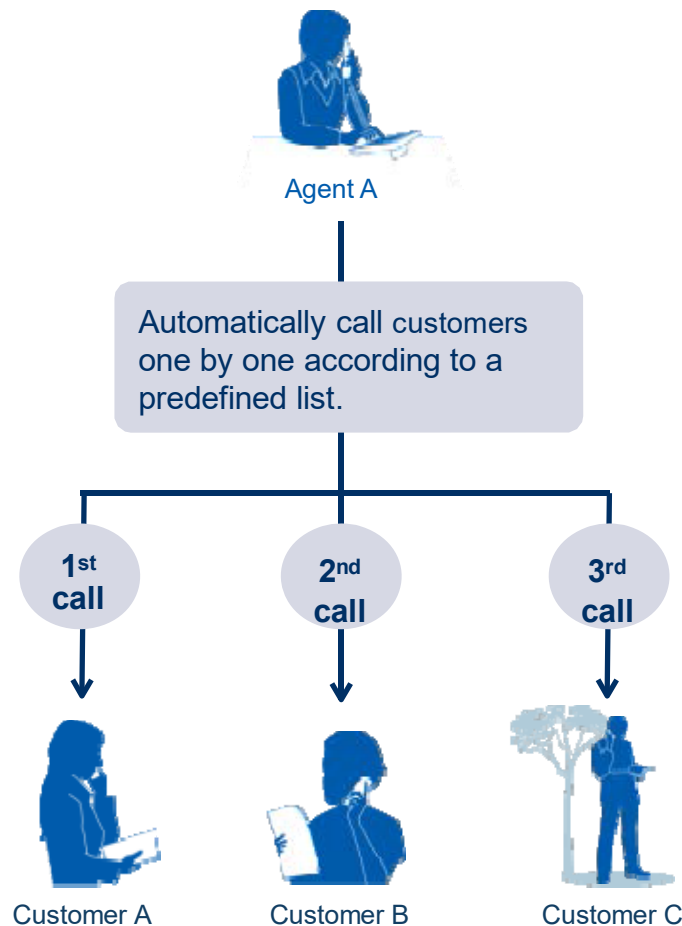 Agent A
Automatically call customers
one by one according to a
predefined list.
1st
call
2nd
call
3rd
call
Customer A
Customer B
Customer C